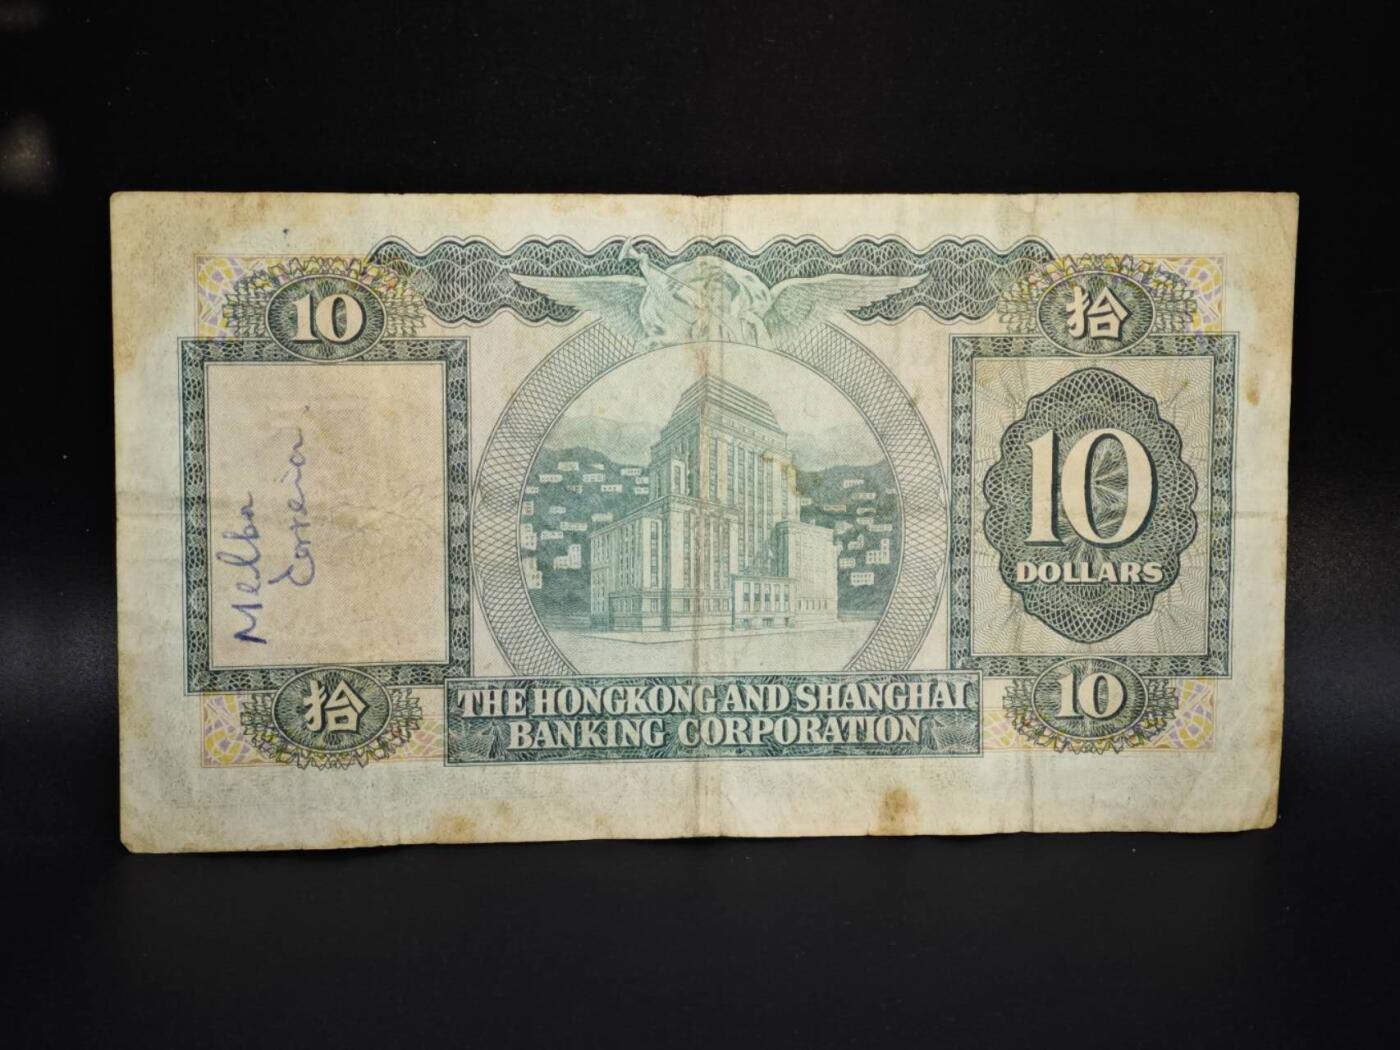 10
拾
10
DOLLARS
Melba
Correia.
拾
10
THE HONGKONG AND SHANGHAI
BANKING CORPORATION